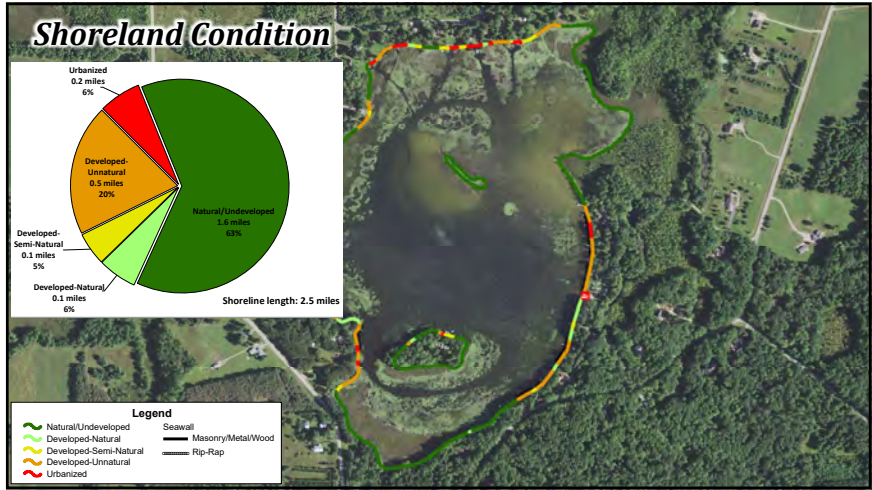 Shoreland Condition
Urbanized
0.2 miles
6%
Developed-
Unnatural
0.5 miles
20%
Natural/Undeveloped
1.6 miles
63%
Developed-
Semi-Natural
0.1 miles
5%
Developed-Natural
0.1 miles
6%
Shoreline length: 2.5 miles
Legend
Natural/Undeveloped
Developed-Natural
Developed-Semi-Natural
Developed-Unnatural
Urbanized
Seawall
Masonry/Metal/Wood
Rip-Rap